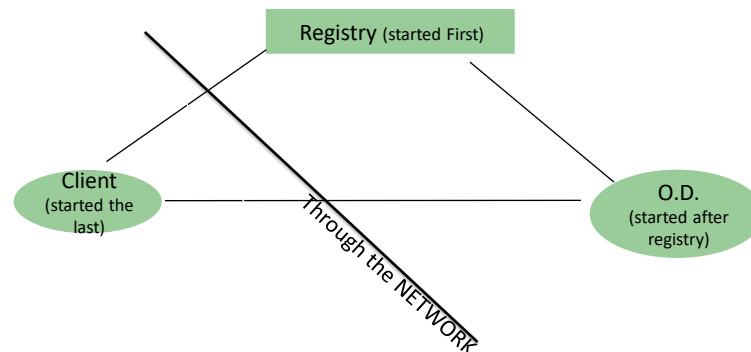 Registry (started First)
Client
(started the
last)
O.D.
(started after
registry)
Through the NETWORK